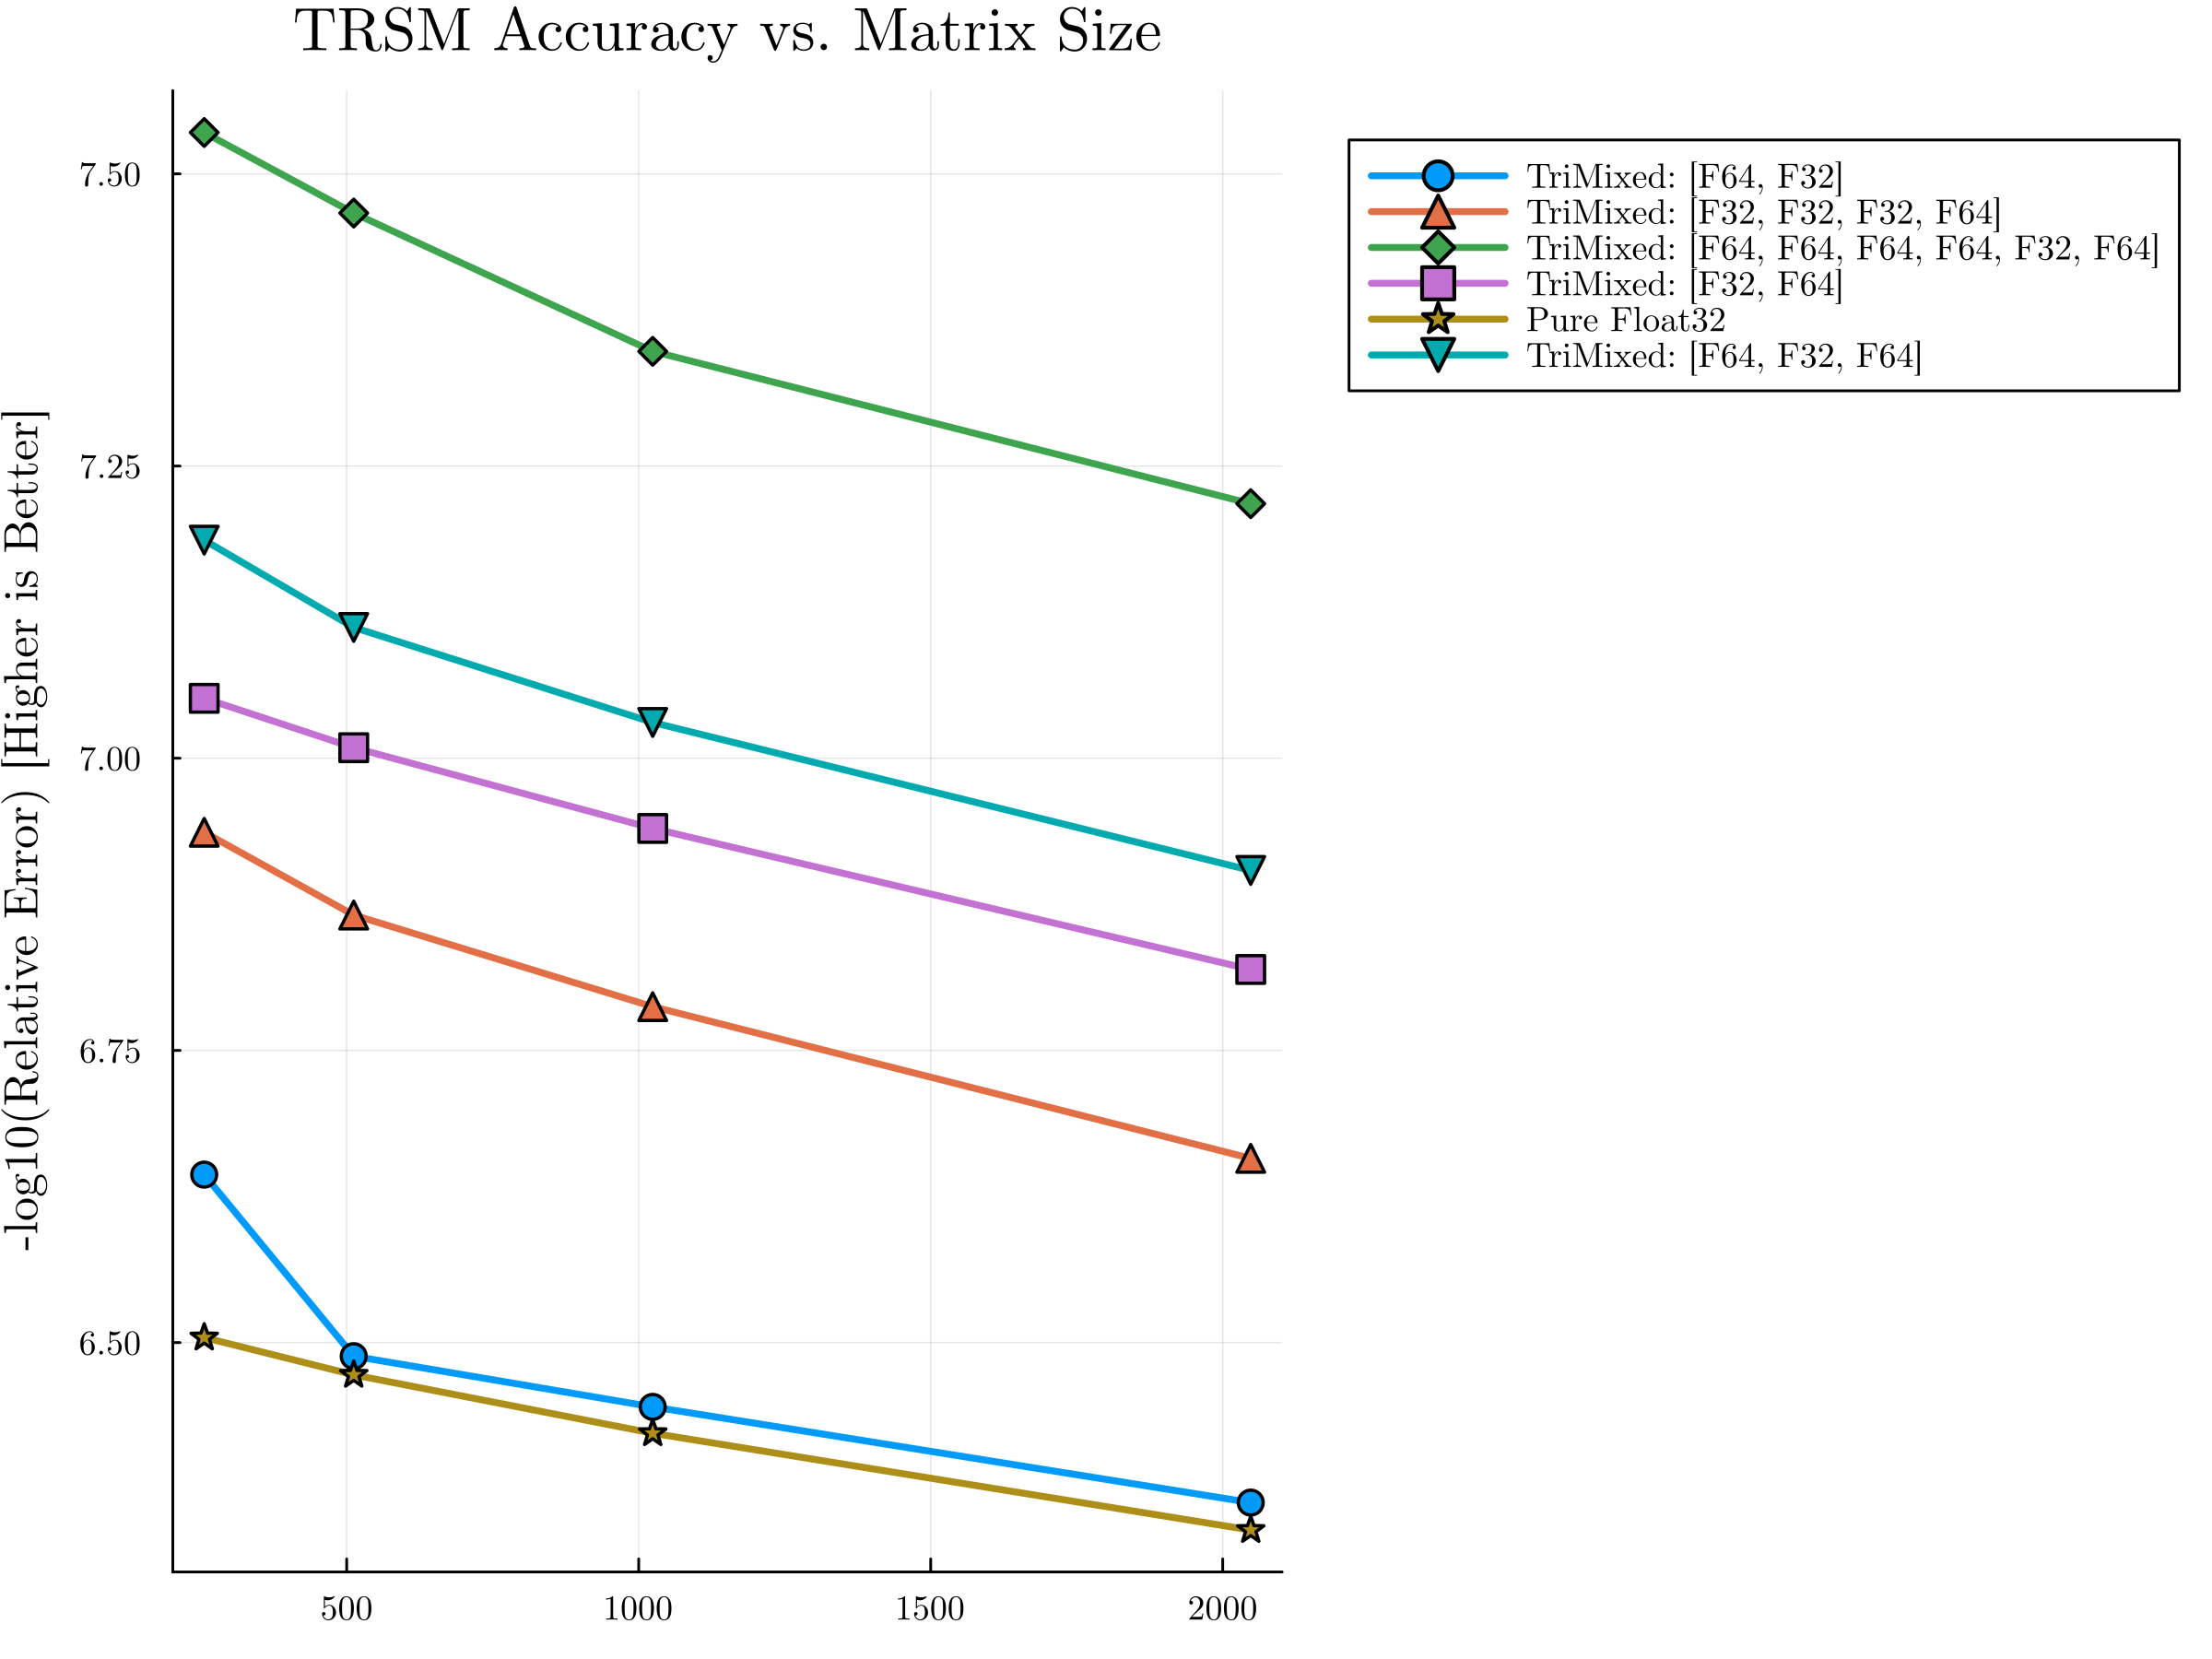 TRSM Accuracy vs. Matrix Size
-log10(Relative Error) [Higher is Better]
7.50
7.25
7.00
6.75
6.50
500 1000 1500 2000
TriMixed: [F64, F32]
TriMixed: [F32, F32, F32, F64]
TriMixed: [F64, F64, F64, F64, F32, F64]
TriMixed: [F32, F64]
Pure Float32
TriMixed: [F64, F32, F64]